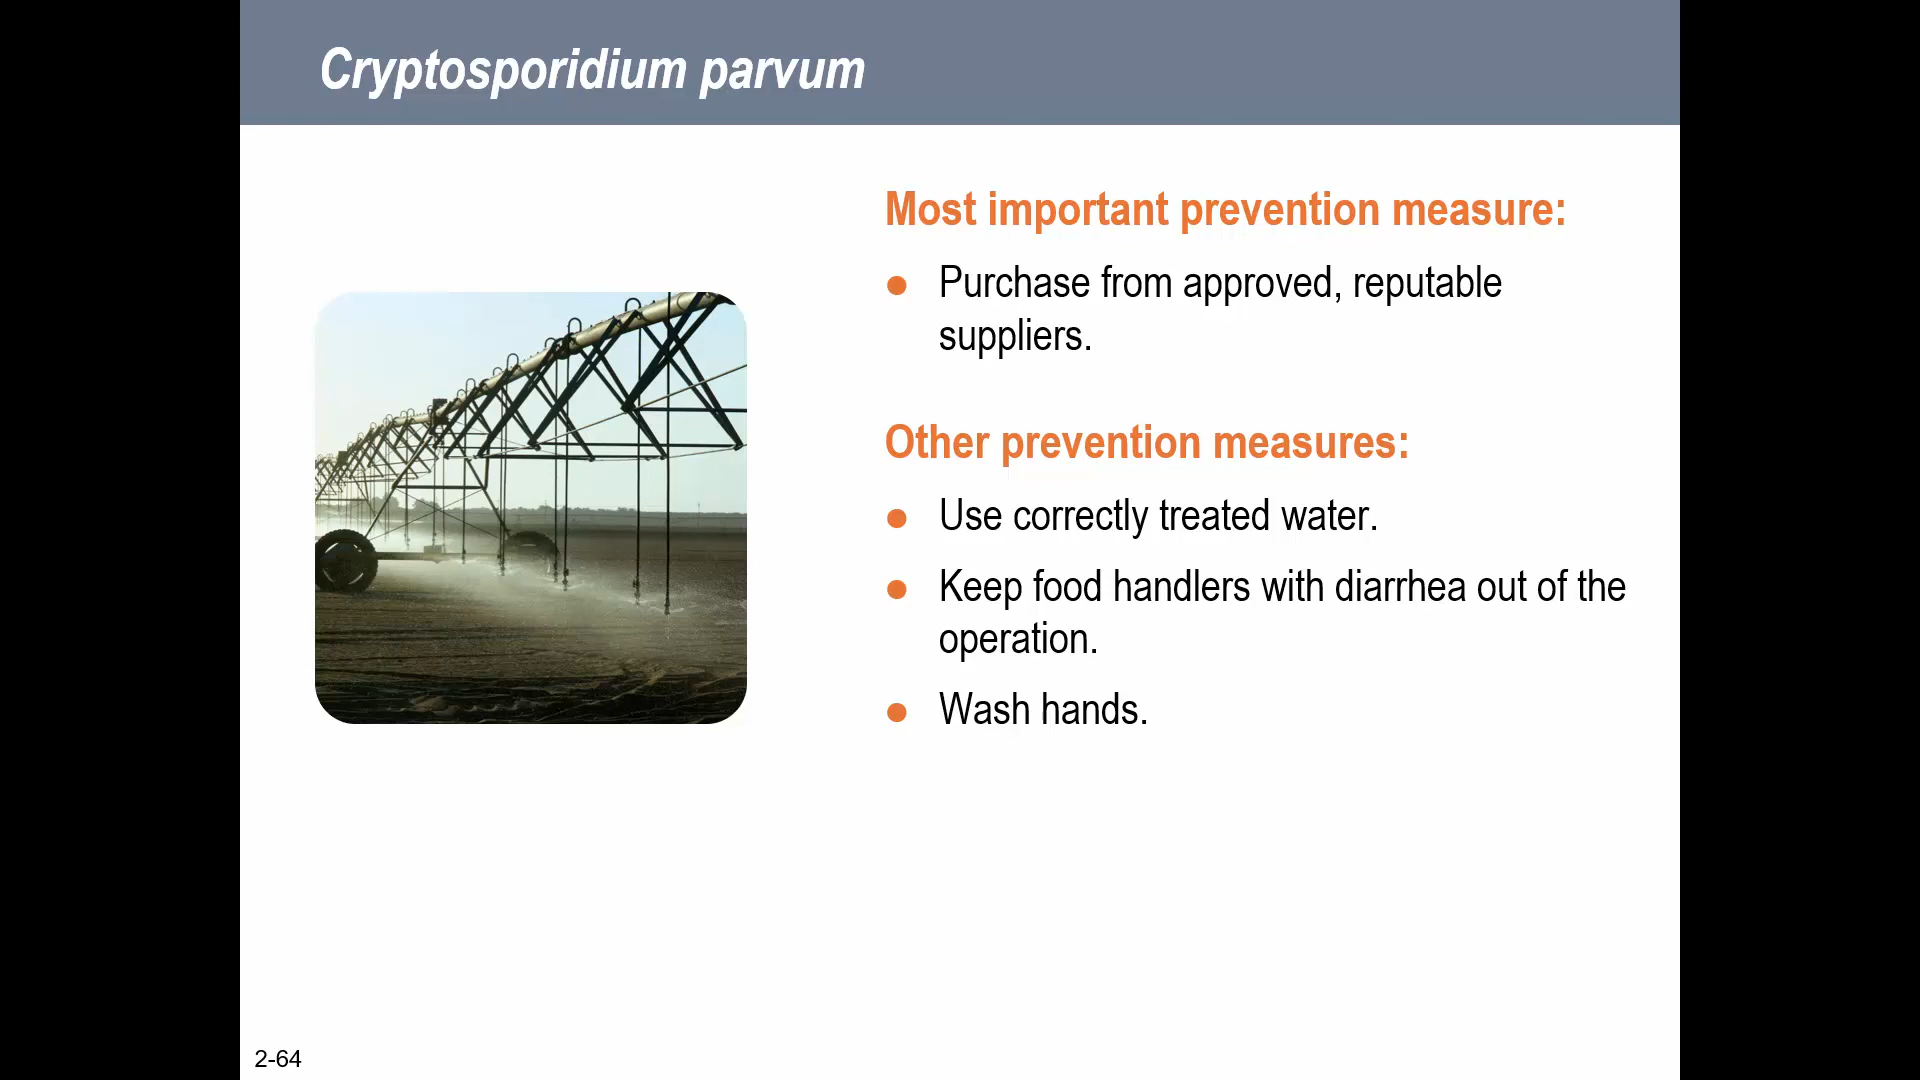 Cryptosporidium parvum
Most important prevention measure:
● Purchase from approved, reputable
suppliers.
Other prevention measures:
● Use correctly treated water.
● Keep food handlers with diarrhea out of the
operation.
● Wash hands.
2-64